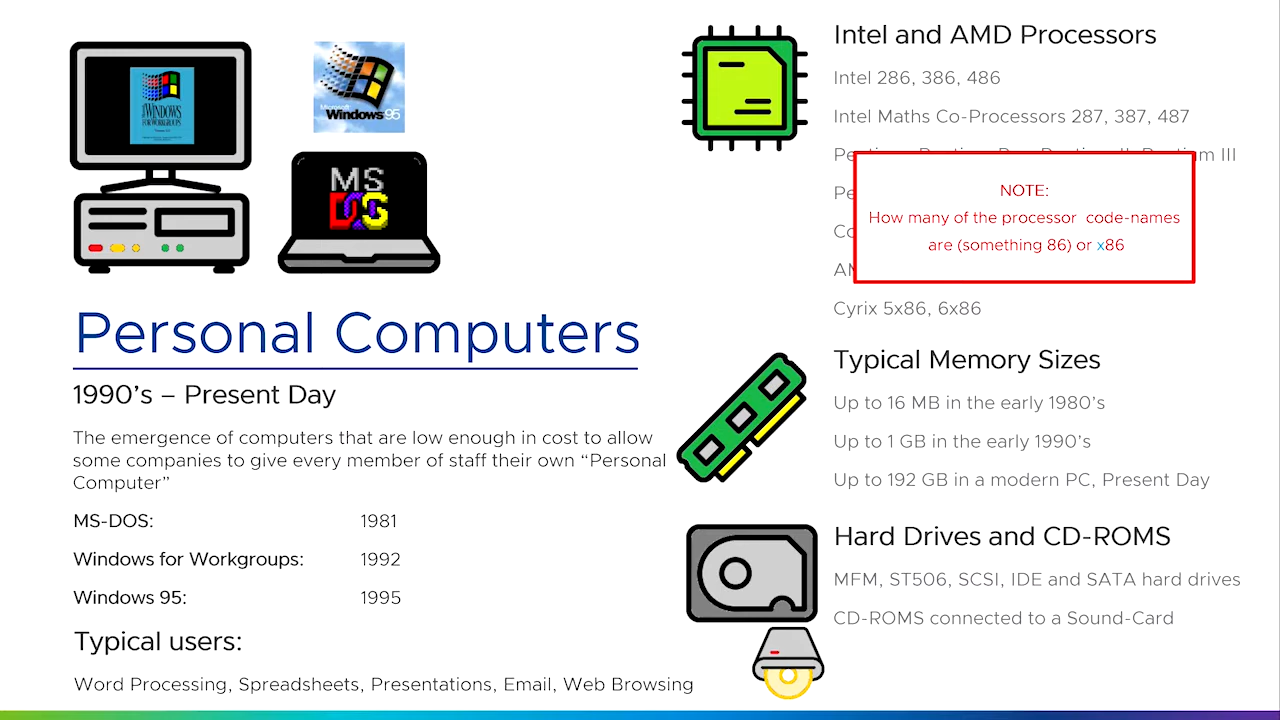 WINDOWS
FOR WORKGROUPS
Microsoft
Windows 95
MS
DOS
Personal Computers
1990's – Present Day
The emergence of computers that are low enough in cost to allow
some companies to give every member of staff their own “Personal
Computer”
MS-DOS: 1981
Windows for Workgroups: 1992
Windows 95: 1995
Typical users:
Word Processing, Spreadsheets, Presentations, Email, Web Browsing
Intel and AMD Processors
Intel 286, 386, 486
Intel Maths Co-Processors 287, 387, 487
NOTE:
How many of the processor code-names
are (something 86) or x86
Cyrix 5x86, 6x86
Typical Memory Sizes
Up to 16 MB in the early 1980's
Up to 1 GB in the early 1990's
Up to 192 GB in a modern PC, Present Day
Hard Drives and CD-ROMS
MFM, ST506, SCSI, IDE and SATA hard drives
CD-ROMS connected to a Sound-Card